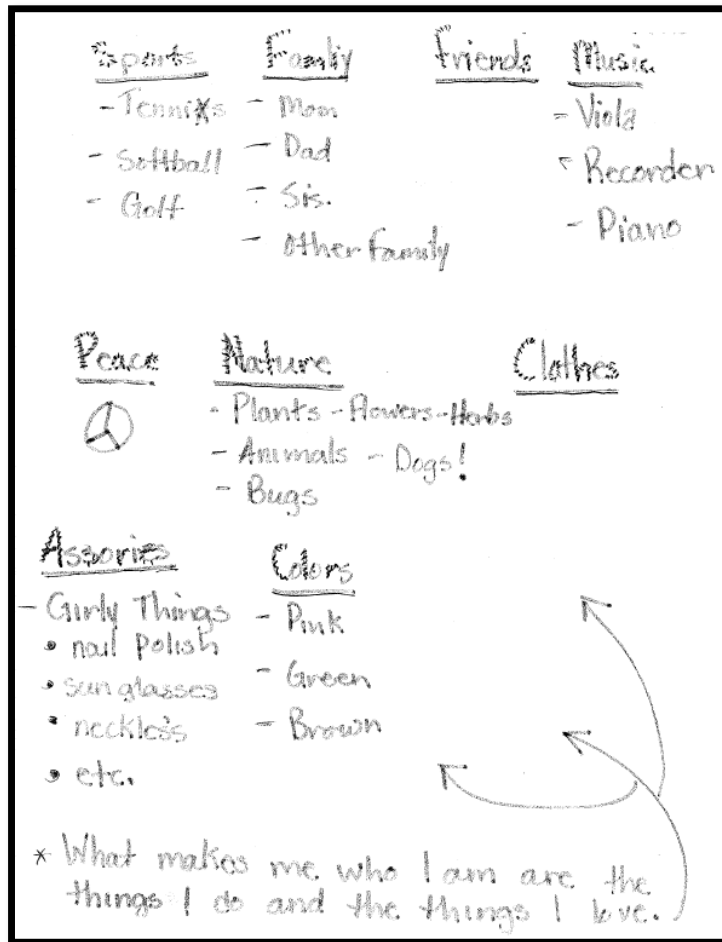 Sports
- Tennis
- Softball
- Golf
Family
- Mom
- Dad
- Sis.
- Other family
Friends
Music
- Viola
- Recorder
- Piano
Peace
Nature
- Plants - Flowers - Herbs
- Animals - Dogs!
- Bugs
Clothes
Assories
- Girly Things
• nail polish
• sunglasses
• neckless
• etc.
Colors
- Pink
- Green
- Brown
* What makes me who I am are the
things I do and the things I love.